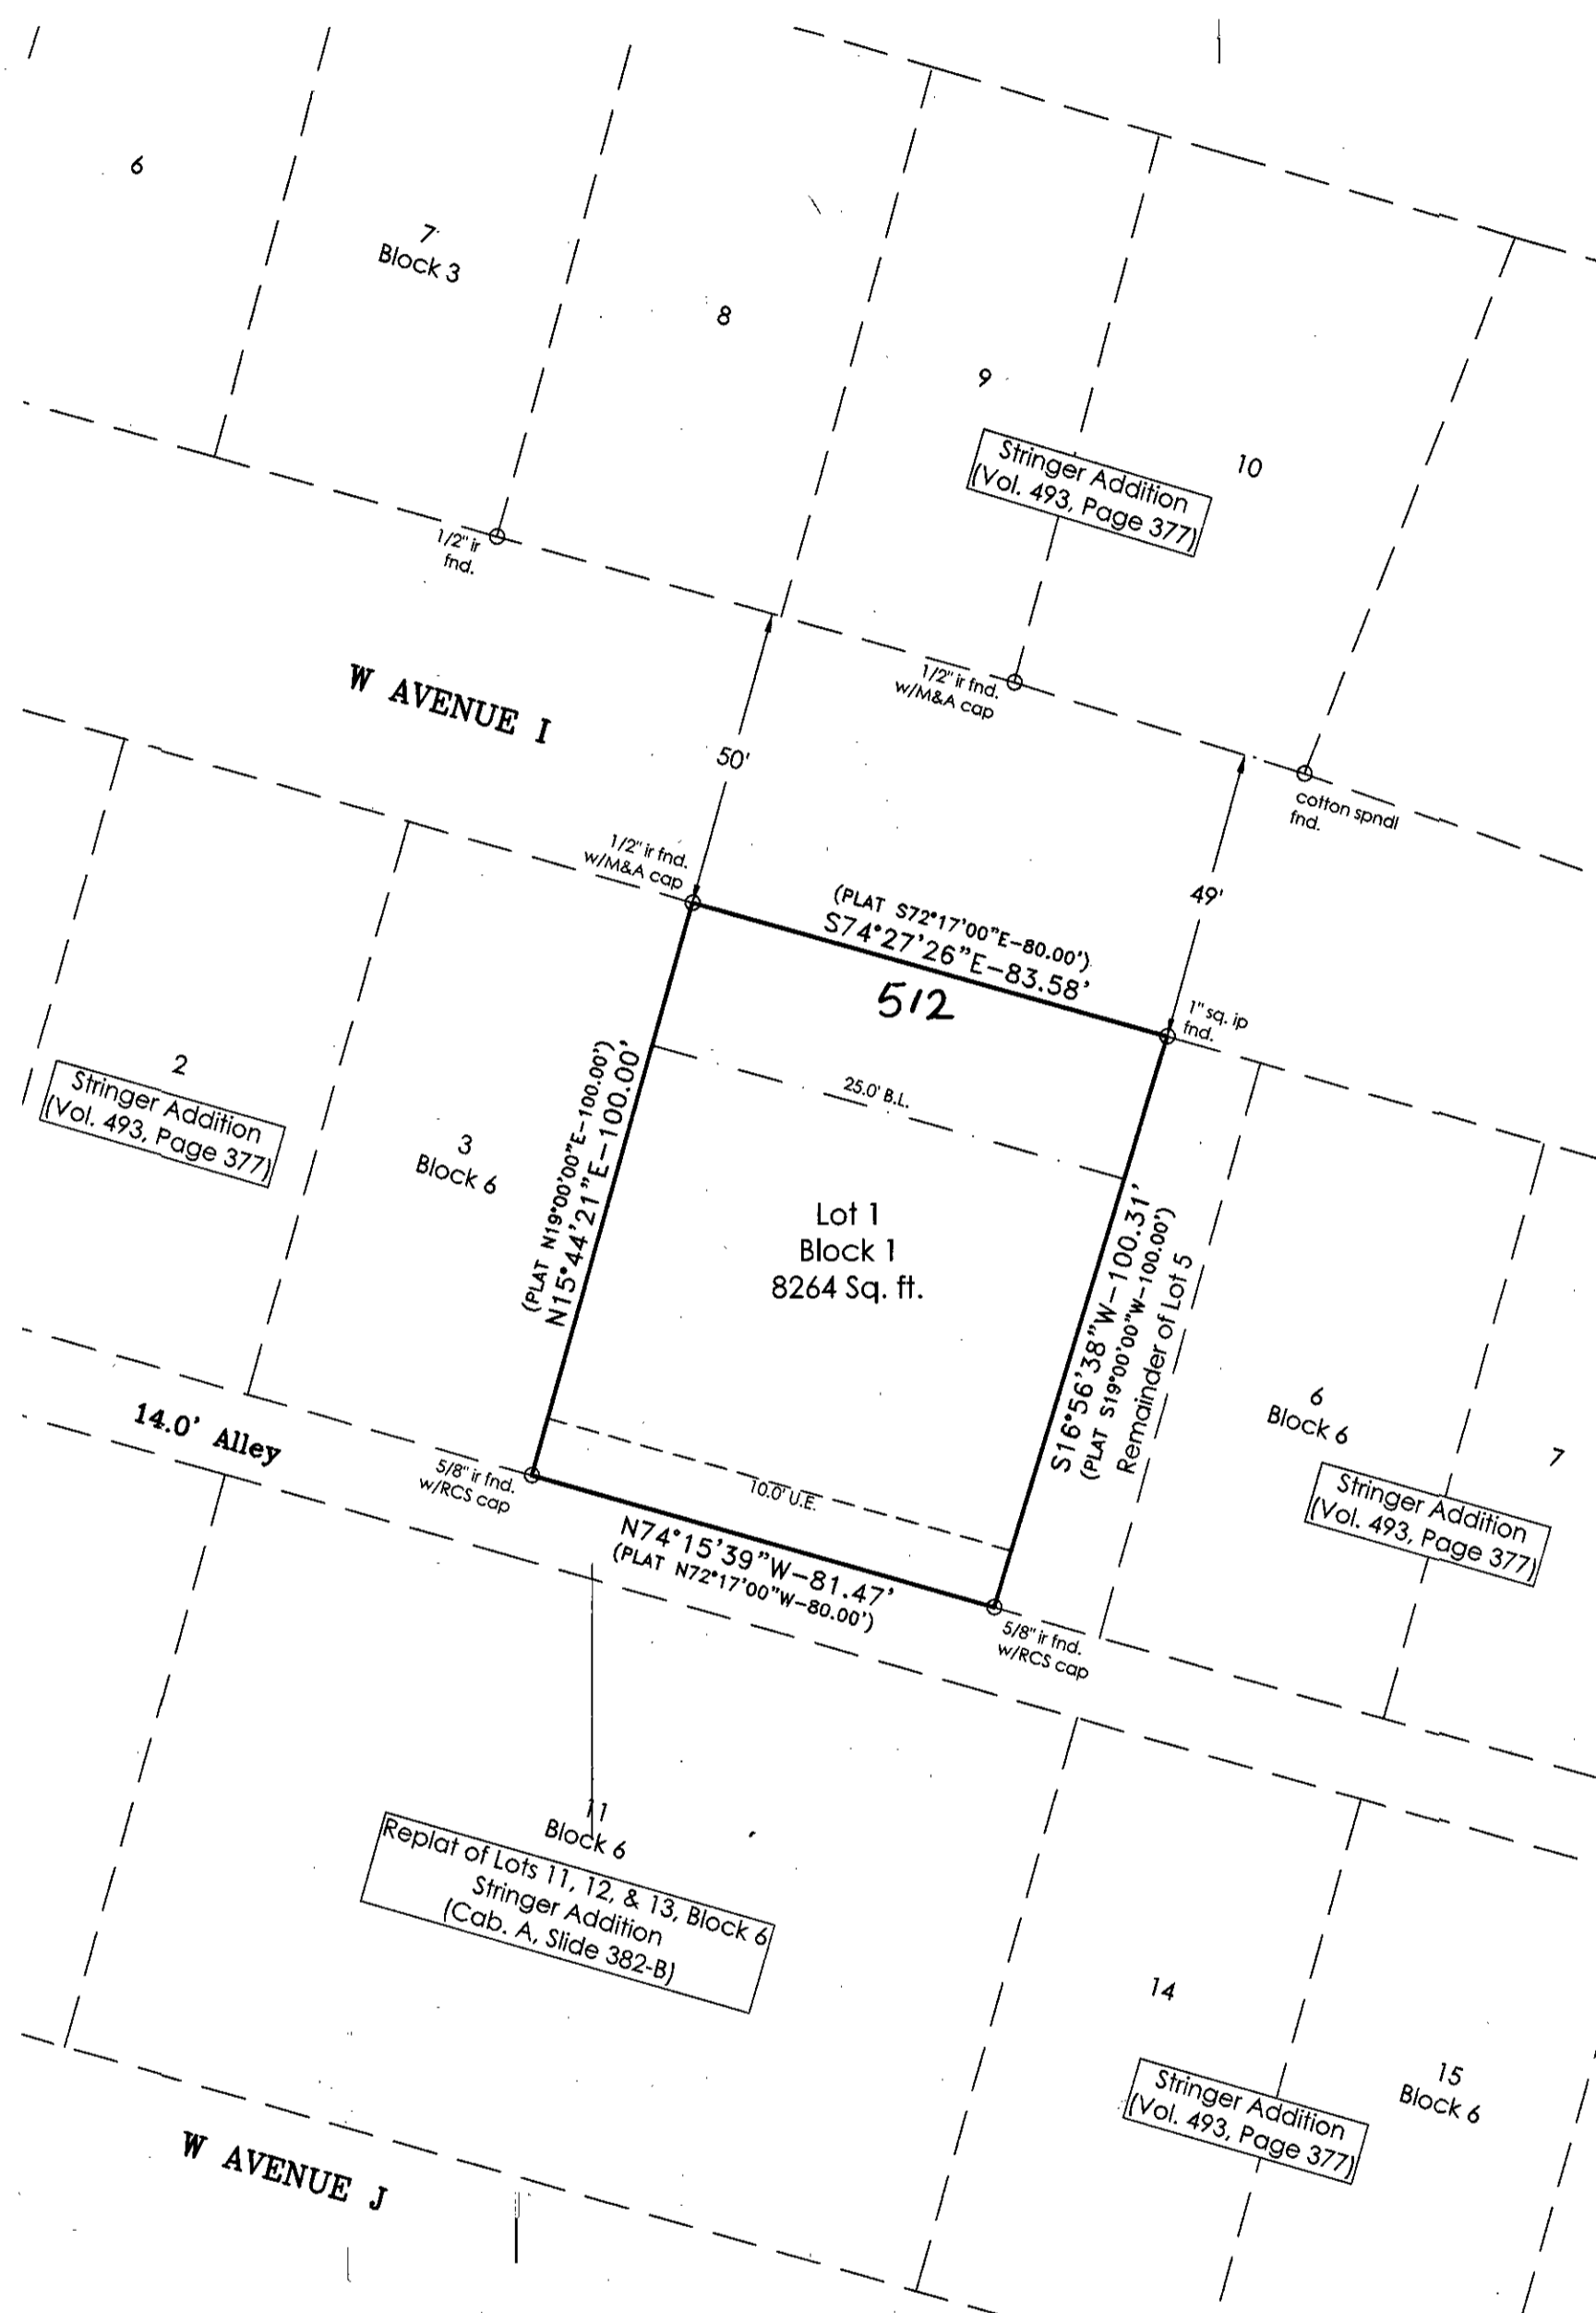 6
7
Block 3
8
9
Stringer Addition
(Vol. 493, Page 377)
10
1/2" ir
fnd.
W AVENUE I
1/2" ir fnd.
w/M&A cap
50'
cotton spndl
fnd.
1/2" ir fnd.
w/M&A cap
49'
(PLAT S72°17'00"E-80.00')
S74°27'26"E-83.58'
512
1" sq. ip
fnd.
2
Stringer Addition
(Vol. 493, Page 377)
3
Block 6
(PLAT N19°00'00"E-100.00')
N15°44'21"E-100.00'
25.0' B.L.
Lot 1
Block 1
8264 Sq. ft.
S16°56'38"W-100.31'
(PLAT S19°00'00"W-100.00')
Remainder of Lot 5
6
Block 6
7
Stringer Addition
(Vol. 493, Page 377)
14.0' Alley
5/8" ir fnd.
w/RCS cap
10.0' U.E.
N74°15'39"W-81.47'
(PLAT N72°17'00"W-80.00')
5/8" ir fnd.
w/RCS cap
11
Block 6
Replat of Lots 11, 12, & 13, Block 6
Stringer Addition
(Cab. A, Slide 382-B)
14
Stringer Addition
(Vol. 493, Page 377)
15
Block 6
W AVENUE J